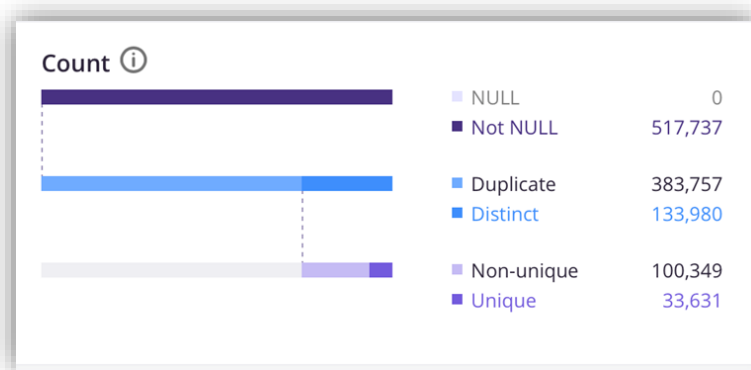 Count
NULL 0
Not NULL 517,737
Duplicate 383,757
Distinct 133,980
Non-unique 100,349
Unique 33,631